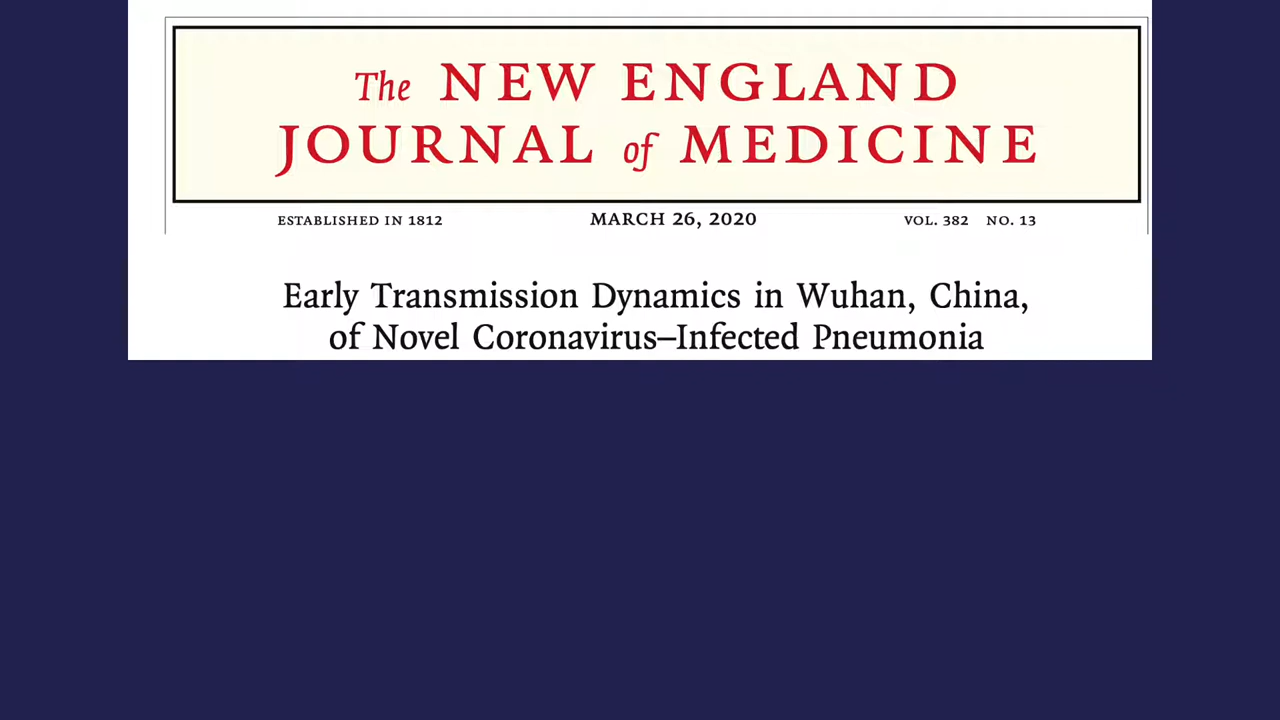 The NEW ENGLAND
JOURNAL of MEDICINE
ESTABLISHED IN 1812 MARCH 26, 2020 VOL. 382 NO. 13
Early Transmission Dynamics in Wuhan, China,
of Novel Coronavirus–Infected Pneumonia